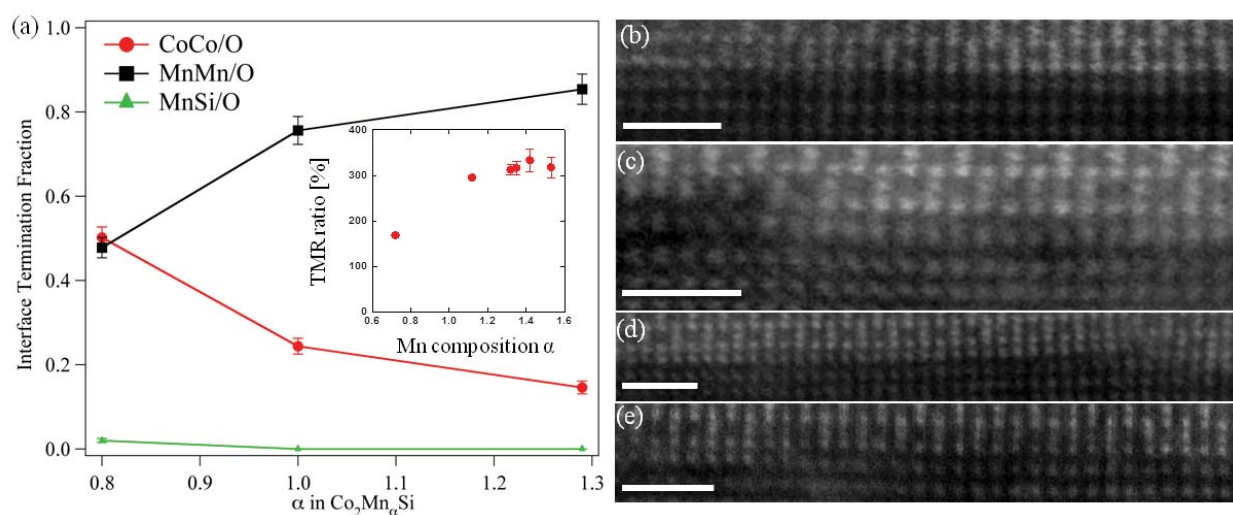 (a)
1.0
0.8
0.6
0.4
0.2
0.0
Interface Termination Fraction
CoCo/O
MnMn/O
MnSi/O
400
300
200
100
0
TMR ratio [%]
0.6 0.8 1.0 1.2 1.4 1.6
Mn composition α
0.8 0.9 1.0 1.1 1.2 1.3
α in Co₂MnαSi
(b)
(c)
(d)
(e)